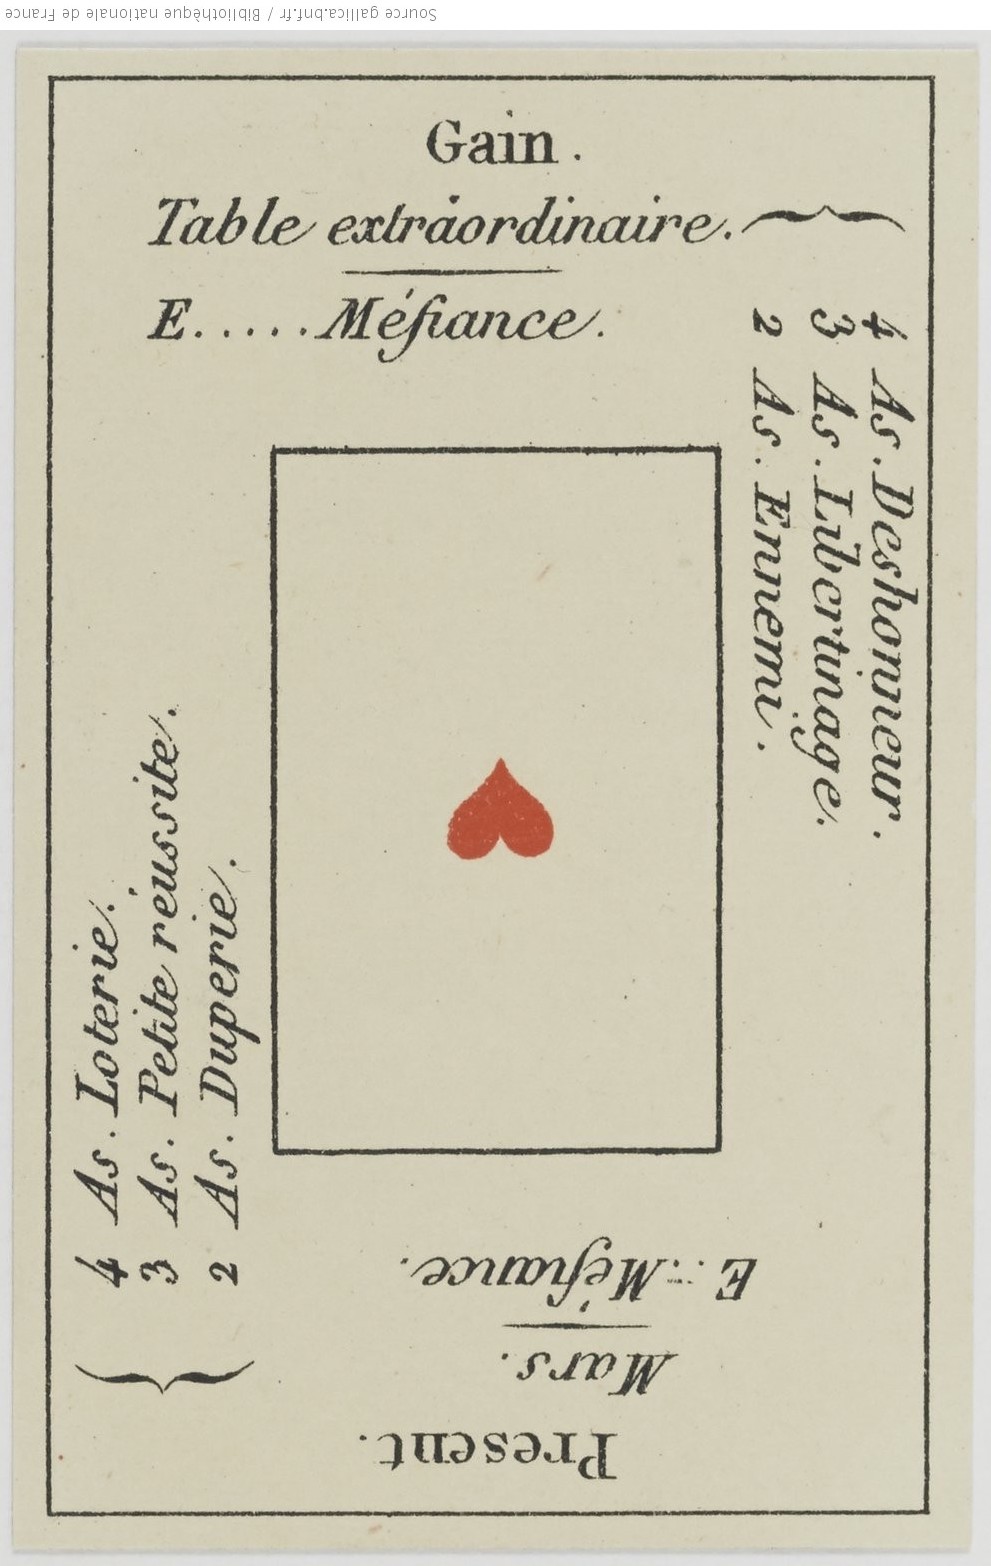 Source gallica.bnf.fr / Bibliothèque nationale de France
Gain.
Table extraordinaire.
E.....Méfiance.
4 As. Deshonneur.
3 As. Libertinage.
2 As. Ennemi.
4 As. Loterie.
3 As. Petite réussite.
2 As. Duperie.
Present.
Mars.
E..Méfiance.